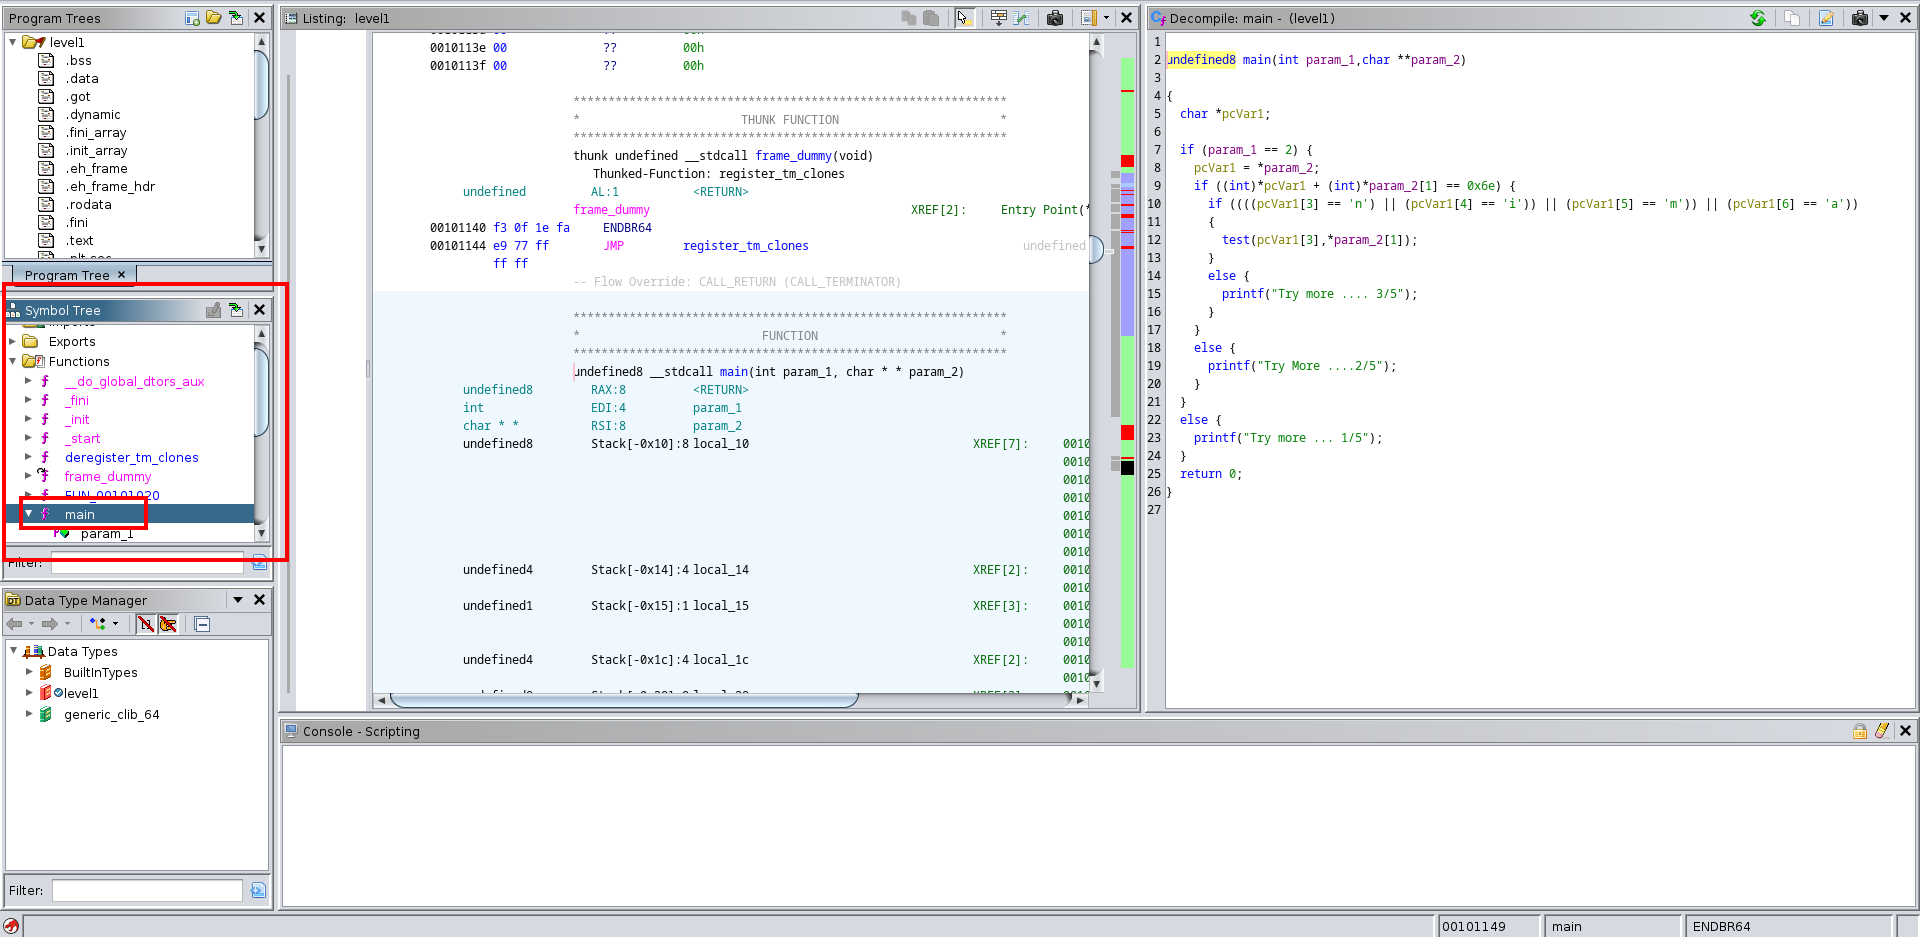 Program Trees
level1
.bss
.data
.got
.dynamic
.fini_array
.init_array
.eh_frame
.eh_frame_hdr
.rodata
.fini
.text
Program Tree ×
Symbol Tree
Imports
Exports
Functions
__do_global_dtors_aux
_fini
_init
_start
deregister_tm_clones
frame_dummy
FUN_00101020
main
param_1
Filter:
Data Type Manager
Data Types
BuiltInTypes
level1
generic_clib_64
Filter:
Listing: level1
0010113e 00 ?? 00h
0010113f 00 ?? 00h
**************************************************************
* THUNK FUNCTION *
**************************************************************
thunk undefined __stdcall frame_dummy(void)
Thunked-Function: register_tm_clones
undefined AL:1 <RETURN>
frame_dummy XREF[2]: Entry Point(*
00101140 f3 0f 1e fa ENDBR64
00101144 e9 77 ff JMP register_tm_clones undefined
ff ff
-- Flow Override: CALL_RETURN (CALL_TERMINATOR)
**************************************************************
* FUNCTION *
**************************************************************
undefined8 __stdcall main(int param_1, char * * param_2)
undefined8 RAX:8 <RETURN>
int EDI:4 param_1
char * * RSI:8 param_2
undefined8 Stack[-0x10]:8 local_10 XREF[7]: 0010
0010
0010
0010
0010
0010
0010
undefined4 Stack[-0x14]:4 local_14 XREF[2]: 0010
0010
undefined1 Stack[-0x15]:1 local_15 XREF[3]: 0010
0010
0010
undefined4 Stack[-0x1c]:4 local_1c XREF[2]: 0010
0010
Decompile: main - (level1)
1
2 undefined8 main(int param_1,char **param_2)
3
4 {
5 char *pcVar1;
6
7 if (param_1 == 2) {
8 pcVar1 = *param_2;
9 if ((int)*pcVar1 + (int)*param_2[1] == 0x6e) {
10 if ((((pcVar1[3] == 'n') || (pcVar1[4] == 'i')) || (pcVar1[5] == 'm')) || (pcVar1[6] == 'a'))
11 {
12 test(pcVar1[3],*param_2[1]);
13 }
14 else {
15 printf("Try more .... 3/5");
16 }
17 }
18 else {
19 printf("Try More ....2/5");
20 }
21 }
22 else {
23 printf("Try more ... 1/5");
24 }
25 return 0;
26 }
27
Console - Scripting
00101149 main ENDBR64